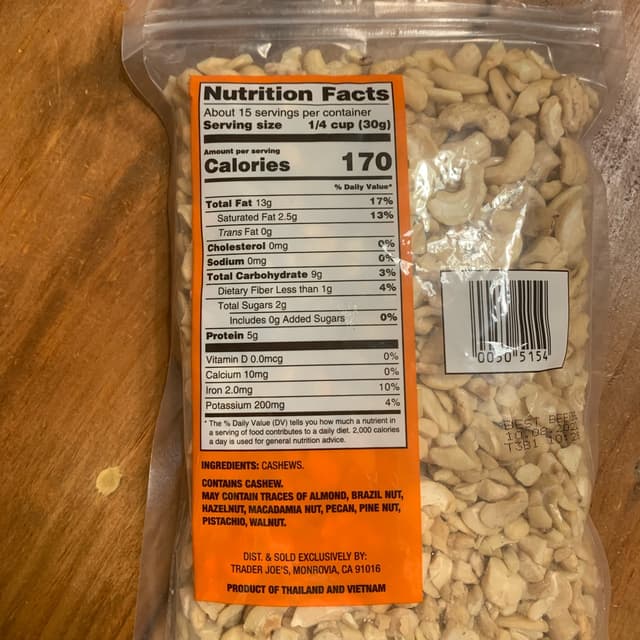 Nutrition Facts
About 15 servings per container
Serving size 1/4 cup (30g)
Amount per serving
Calories 170
% Daily Value*
Total Fat 13g 17%
Saturated Fat 2.5g 13%
Trans Fat 0g
Cholesterol 0mg 0%
Sodium 0mg 0%
Total Carbohydrate 9g 3%
Dietary Fiber Less than 1g 4%
Total Sugars 2g
Includes 0g Added Sugars 0%
Protein 5g
Vitamin D 0.0mcg 0%
Calcium 10mg 0%
Iron 2.0mg 10%
Potassium 200mg 4%
* The % Daily Value (DV) tells you how much a nutrient in
a serving of food contributes to a daily diet. 2,000 calories
a day is used for general nutrition advice.
INGREDIENTS: CASHEWS.
CONTAINS CASHEW.
MAY CONTAIN TRACES OF ALMOND, BRAZIL NUT,
HAZELNUT, MACADAMIA NUT, PECAN, PINE NUT,
PISTACHIO, WALNUT.
DIST. & SOLD EXCLUSIVELY BY:
TRADER JOE'S, MONROVIA, CA 91016
PRODUCT OF THAILAND AND VIETNAM
0050 5154
BEST
T3B1